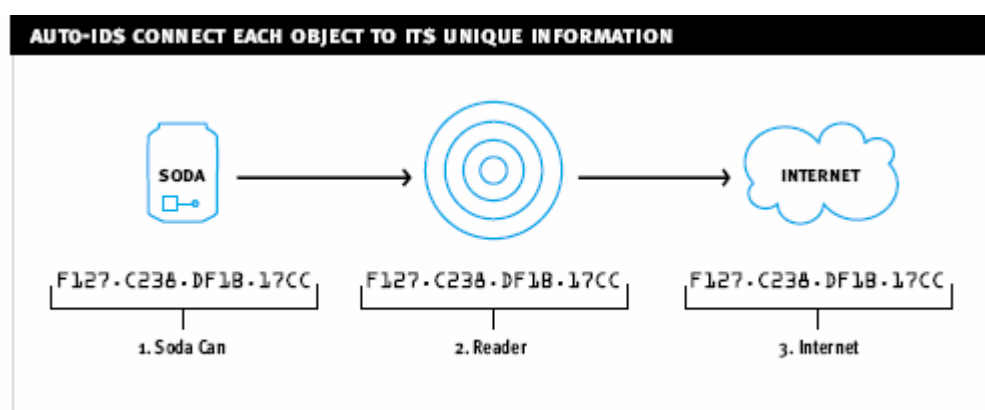 AUTO-IDS CONNECT EACH OBJECT TO ITS UNIQUE INFORMATION
SODA
INTERNET
F127.C238.DF1B.17CC F127.C238.DF1B.17CC F127.C238.DF1B.17CC
1. Soda Can 2. Reader 3. Internet